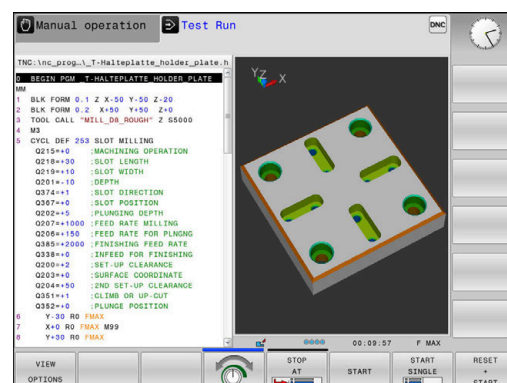 Manual operation
Test Run
DNC
TNC:\nc_prog…\_T-Halteplatte_holder_plate.h
0 BEGIN PGM _T-HALTEPLATTE_HOLDER_PLATE
MM
1 BLK FORM 0.1 Z X-50 Y-50 Z-20
2 BLK FORM 0.2 X+50 Y+50 Z+0
3 TOOL CALL "MILL_D8_ROUGH" Z S5000
4 M3
5 CYCL DEF 253 SLOT MILLING
Q215=+0 ;MACHINING OPERATION
Q218=+30 ;SLOT LENGTH
Q219=+10 ;SLOT WIDTH
Q201=-10 ;DEPTH
Q374=+1 ;SLOT DIRECTION
Q367=+0 ;SLOT POSITION
Q202=+5 ;PLUNGING DEPTH
Q207=+1000 ;FEED RATE MILLING
Q206=+150 ;FEED RATE FOR PLNGNG
Q385=+2000 ;FINISHING FEED RATE
Q338=+0 ;INFEED FOR FINISHING
Q200=+2 ;SET-UP CLEARANCE
Q203=+0 ;SURFACE COORDINATE
Q204=+50 ;2ND SET-UP CLEARANCE
Q351=+1 ;CLIMB OR UP-CUT
Q352=+0 ;PLUNGE POSITION
6 Y-30 R0 FMAX
7 X+0 R0 FMAX M99
8 Y+30 R0 FMAX
Y Z X
00:09:57 F MAX
VIEW
OPTIONS
STOP
AT
START
START
SINGLE
RESET
+
START